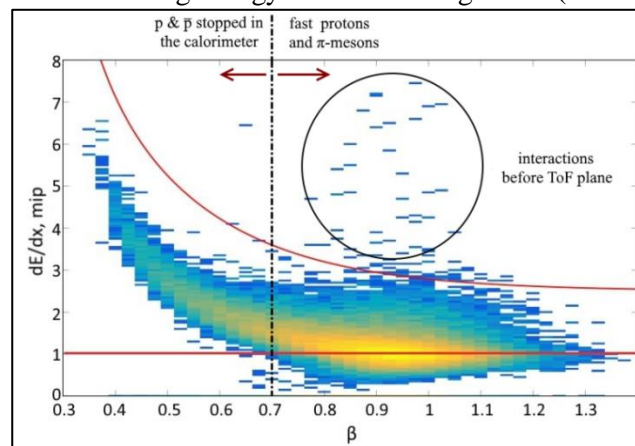 p & p̄ stopped in
the calorimeter
fast protons
and π-mesons
8
7
6
5
4
3
2
1
0
dE/dx, mip
interactions
before ToF plane
0.3 0.4 0.5 0.6 0.7 0.8 0.9 1 1.1 1.2 1.3
β